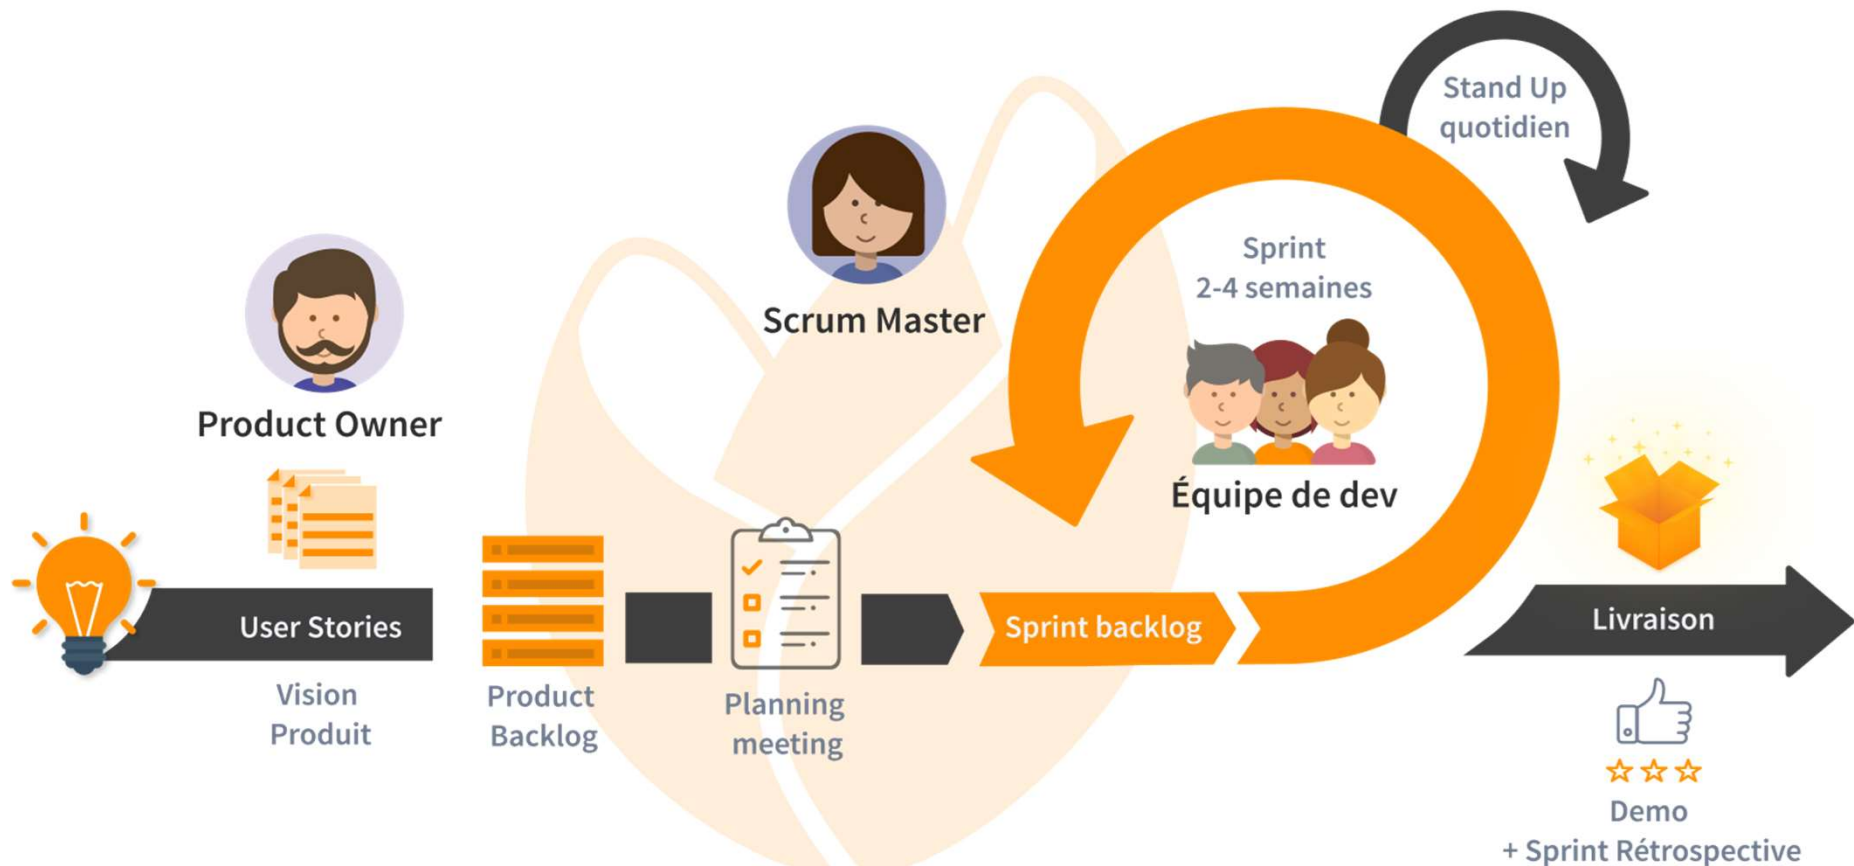 Stand Up
quotidien
Sprint
2-4 semaines
Scrum Master
Product Owner
Équipe de dev
User Stories
Sprint backlog
Livraison
Vision
Produit
Product
Backlog
Planning
meeting
Demo
+ Sprint Rétrospective